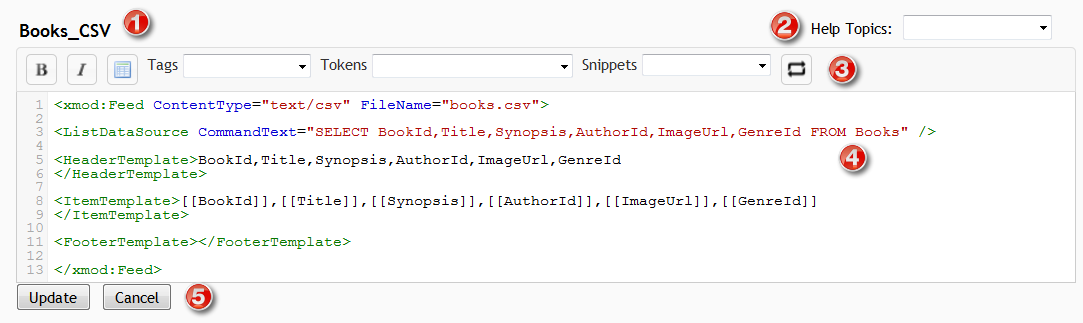 Books_CSV 1 2 Help Topics:
B I Tags Tokens Snippets 3
1 <xmod:Feed ContentType="text/csv" FileName="books.csv">
2
3 <ListDataSource CommandText="SELECT BookId,Title,Synopsis,AuthorId,ImageUrl,GenreId FROM Books" />
4 4
5 <HeaderTemplate>BookId,Title,Synopsis,AuthorId,ImageUrl,GenreId
6 </HeaderTemplate>
7
8 <ItemTemplate>[[BookId]],[[Title]],[[Synopsis]],[[AuthorId]],[[ImageUrl]],[[GenreId]]
9 </ItemTemplate>
10
11 <FooterTemplate></FooterTemplate>
12
13 </xmod:Feed>
Update Cancel 5